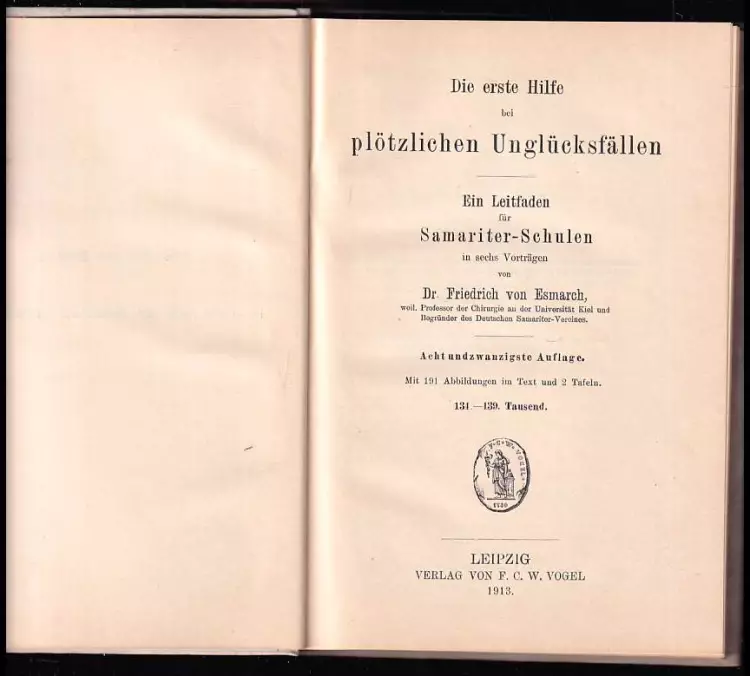 Die erste Hilfe
bei
plötzlichen Unglücksfällen
Ein Leitfaden
für
Samariter-Schulen
in sechs Vorträgen
von
Dr. Friedrich von Esmarch,
weil. Professor der Chirurgie an der Universität Kiel und
Begründer des Deutschen Samariter-Vereines.
Achtundzwanzigste Auflage.
Mit 191 Abbildungen im Text und 2 Tafeln.
131.—139. Tausend.
F. C. W. VOGEL
1730
LEIPZIG
VERLAG VON F. C. W. VOGEL
1913.